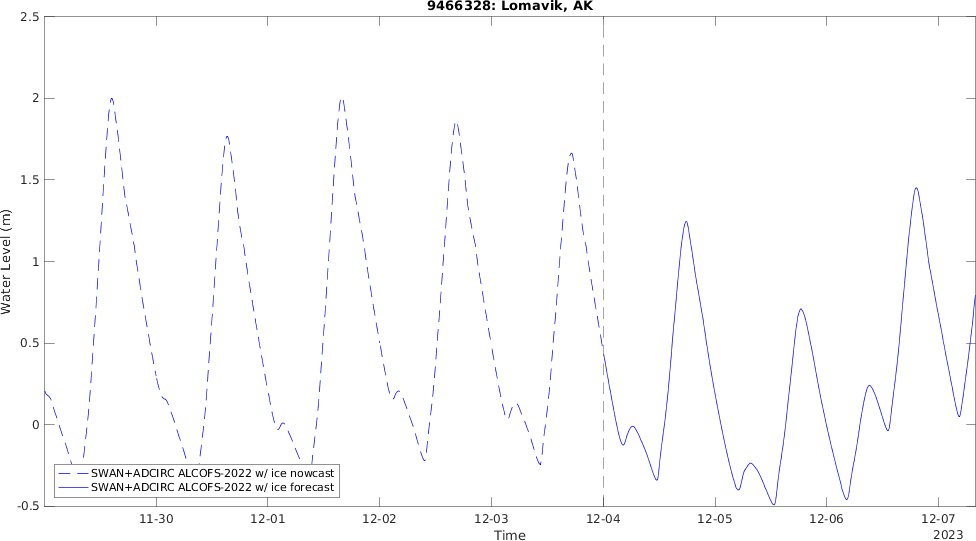 9466328: Lomavik, AK
2.5
2
1.5
1
0.5
0
-0.5
Water Level (m)
SWAN+ADCIRC ALCOFS-2022 w/ ice nowcast
SWAN+ADCIRC ALCOFS-2022 w/ ice forecast
11-30 12-01 12-02 12-03 12-04 12-05 12-06 12-07
Time
2023